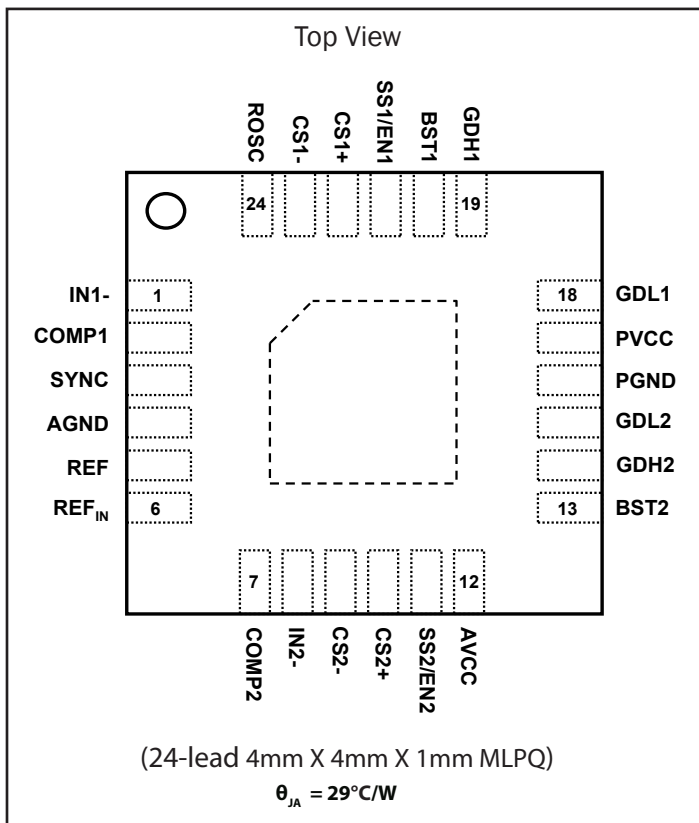 Top View
ROSC
CS1-
CS1+
SS1/EN1
BST1
GDH1
24
19
IN1-
1
18
GDL1
COMP1
PVCC
SYNC
PGND
AGND
GDL2
REF
GDH2
REFIN
6
13
BST2
7
12
COMP2
IN2-
CS2-
CS2+
SS2/EN2
AVCC
(24-lead 4mm X 4mm X 1mm MLPQ)
θJA = 29°C/W